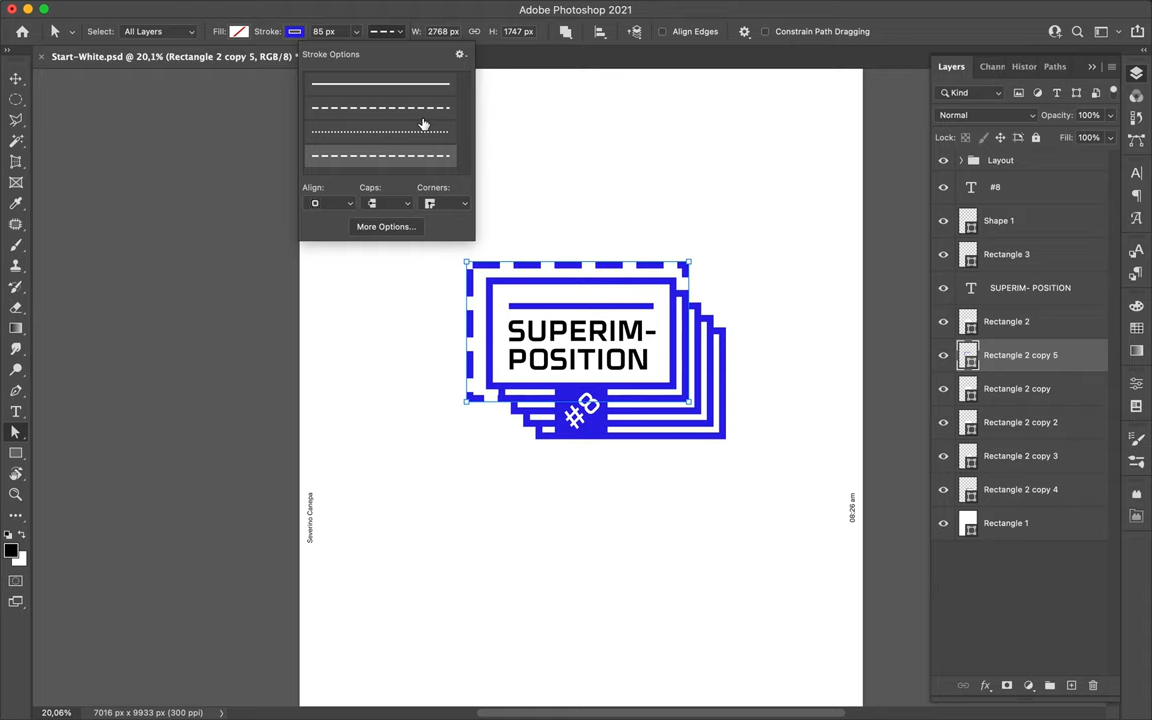 Adobe Photoshop 2021
Select: All Layers Fill: Stroke: 85 px W: 2768 px H: 1747 px Align Edges Constrain Path Dragging
Start-White.psd @ 20,1% (Rectangle 2 copy 5, RGB/8) *
Stroke Options
Align: Caps: Corners:
More Options...
SUPERIM-
POSITION
#8
Severino Canepa
08:26 am
Layers Chann Histor Paths
Kind
Normal Opacity: 100%
Lock: Fill: 100%
Layout
T #8
Shape 1
Rectangle 3
T SUPERIM- POSITION
Rectangle 2
Rectangle 2 copy 5
Rectangle 2 copy
Rectangle 2 copy 2
Rectangle 2 copy 3
Rectangle 2 copy 4
Rectangle 1
fx
20,06% 7016 px x 9933 px (300 ppi)